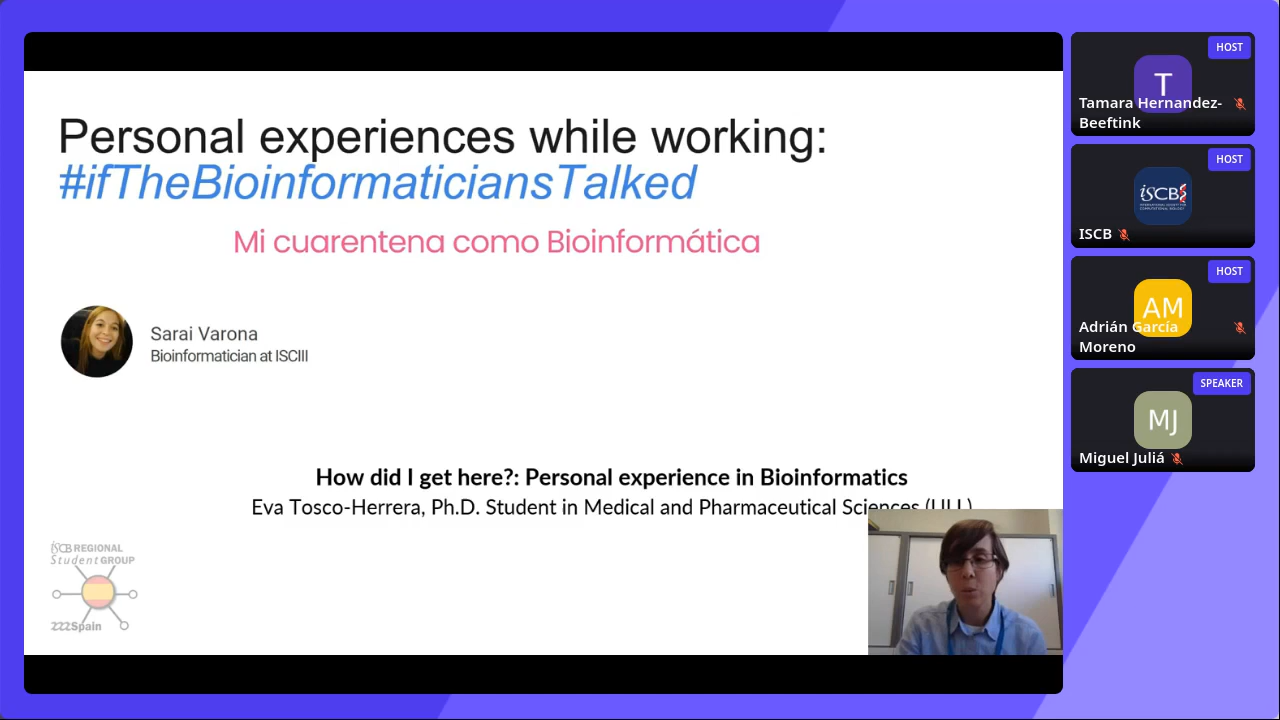 Personal experiences while working:
#ifTheBioinformaticiansTalked
Mi cuarentena como Bioinformática
Sarai Varona
Bioinformatician at ISCIII
How did I get here?: Personal experience in Bioinformatics
Eva Tosco-Herrera, Ph.D. Student in Medical and Pharmaceutical Sciences (ULL)
iSCB REGIONAL
Student GROUP
Spain
HOST
T
Tamara Hernandez-
Beeftink
HOST
iSCB
ISCB
HOST
AM
Adrián García
Moreno
SPEAKER
MJ
Miguel Juliá